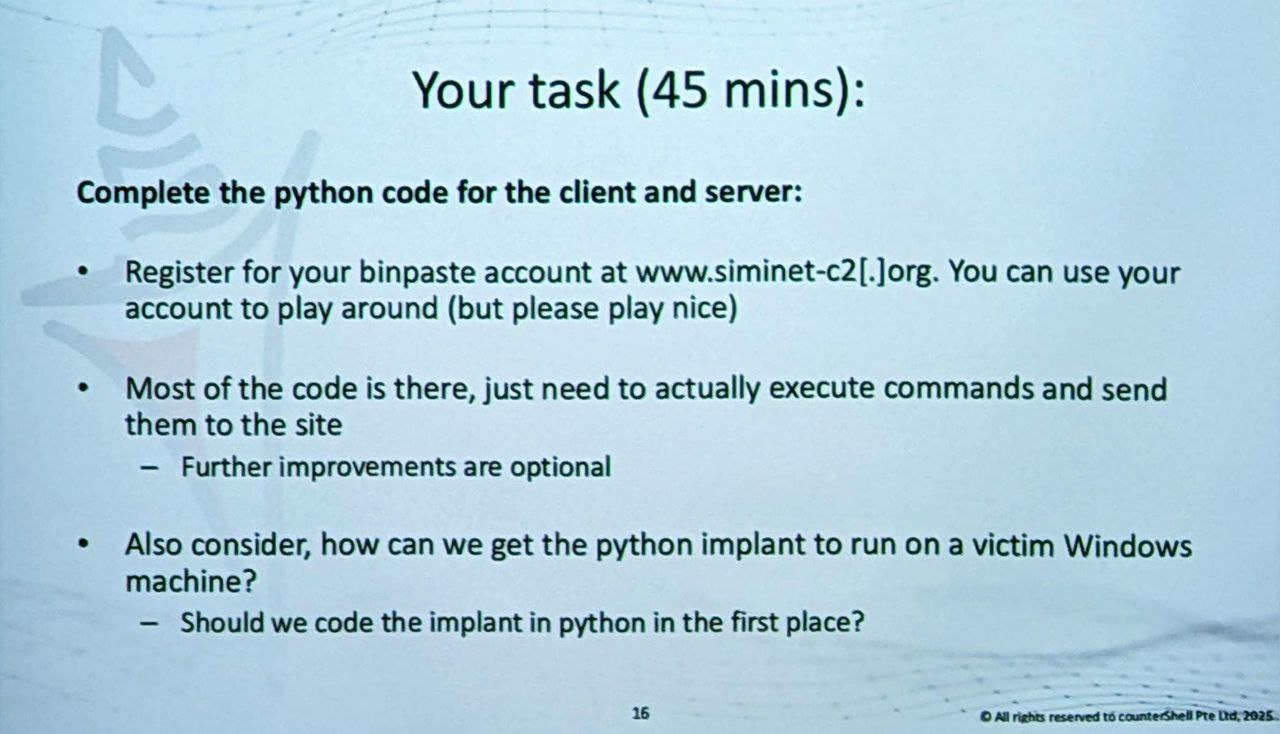 Your task (45 mins):
Complete the python code for the client and server:
• Register for your binpaste account at www.siminet-c2[.]org. You can use your
account to play around (but please play nice)
• Most of the code is there, just need to actually execute commands and send
them to the site
– Further improvements are optional
• Also consider, how can we get the python implant to run on a victim Windows
machine?
– Should we code the implant in python in the first place?
16
© All rights reserved to counterShell Pte Ltd, 2025.